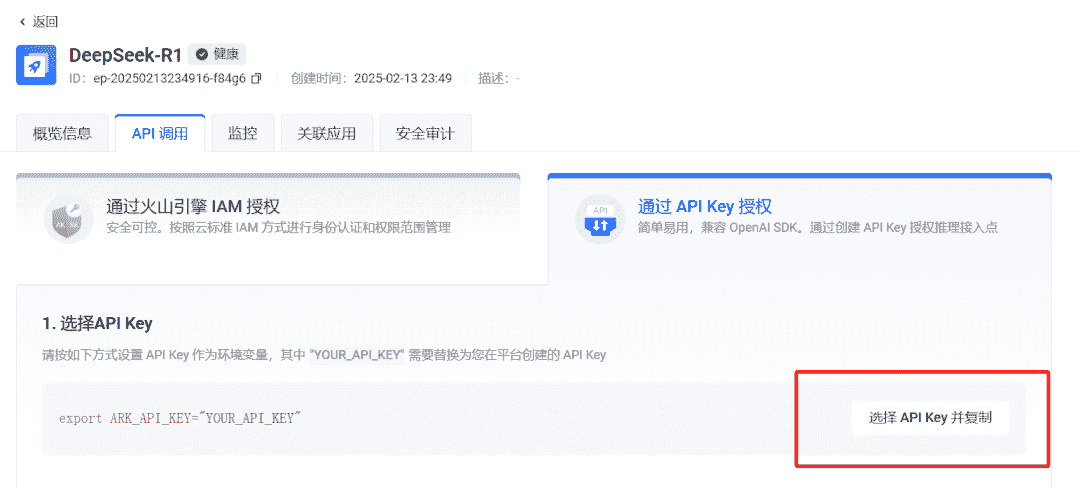 返回
DeepSeek-R1 健康
ID: ep-20250213234916-f84g6 创建时间: 2025-02-13 23:49 描述: -
概览信息 API 调用 监控 关联应用 安全审计
通过火山引擎 IAM 授权
安全可控。按照云标准 IAM 方式进行身份认证和权限范围管理
API
通过 API Key 授权
简单易用，兼容 OpenAI SDK。通过创建 API Key 授权推理接入点
1. 选择API Key
请按如下方式设置 API Key 作为环境变量，其中 "YOUR_API_KEY" 需要替换为您在平台创建的 API Key
export ARK_API_KEY="YOUR_API_KEY"
选择 API Key 并复制